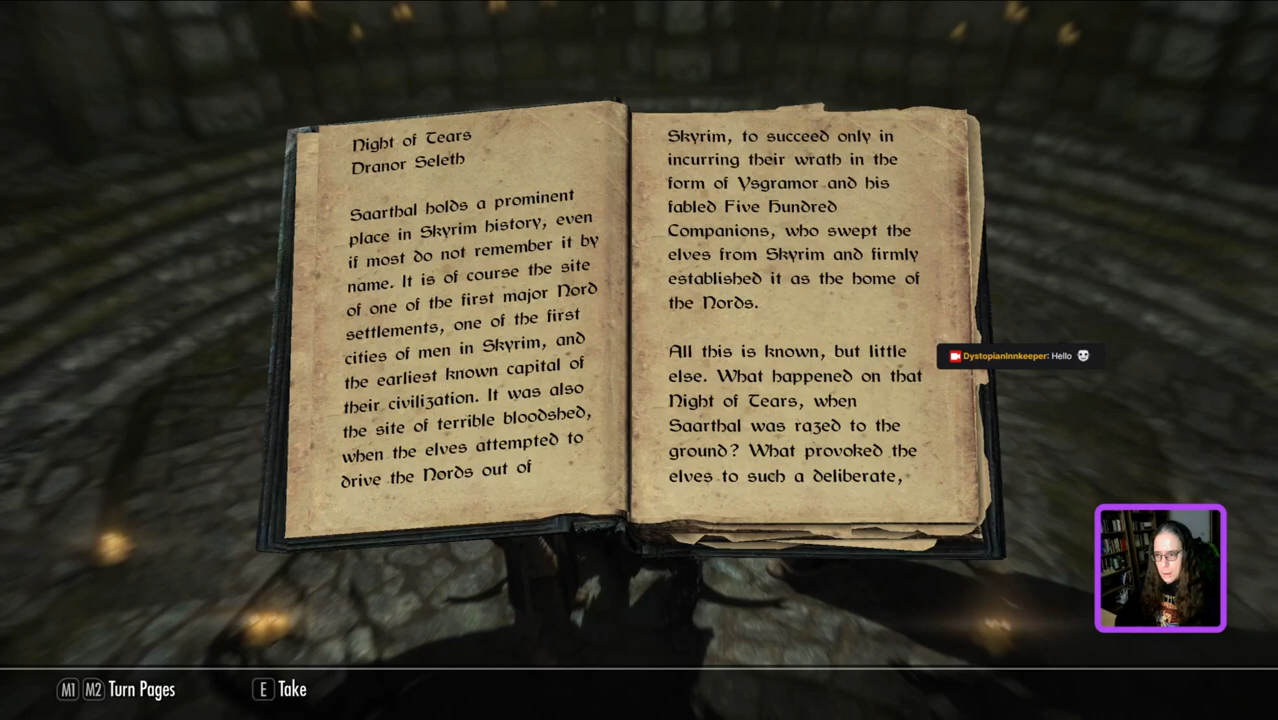 Night of Tears
Dranor Seleth
Saarthal holds a prominent
place in Skyrim history, even
if most do not remember it by
name. It is of course the site
of one of the first major Nord
settlements, one of the first
cities of men in Skyrim, and
the earliest known capital of
their civilization. It was also
the site of terrible bloodshed,
when the elves attempted to
drive the Nords out of
Skyrim, to succeed only in
incurring their wrath in the
form of Ysgramor and his
fabled Five Hundred
Companions, who swept the
elves from Skyrim and firmly
established it as the home of
the Nords.
All this is known, but little
else. What happened on that
Night of Tears, when
Saarthal was razed to the
ground? What provoked the
elves to such a deliberate,
DystopianInnkeeper: Hello
M1 M2 Turn Pages
E Take